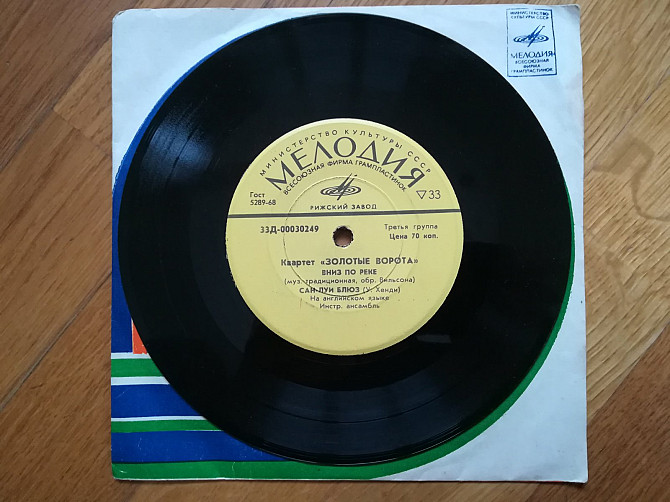 МИНИСТЕРСТВО
КУЛЬТУРЫ СССР
МЕЛОДИЯ
ВСЕСОЮЗНАЯ
ФИРМА
ГРАМПЛАСТИНОК
МИНИСТЕРСТВО КУЛЬТУРЫ СССР
МЕЛОДИЯ
ВСЕСОЮЗНАЯ ФИРМА ГРАМПЛАСТИНОК
Гост
5289-68
33
РИЖСКИЙ ЗАВОД
33Д-00030249
Третья группа
Цена 70 коп.
Квартет «ЗОЛОТЫЕ ВОРОТА»
ВНИЗ ПО РЕКЕ
(муз. традиционная, обр. Вильсона)
САН-ЛУИ БЛЮЗ (У. Хенди)
На английском языке
Инстр. ансамбль